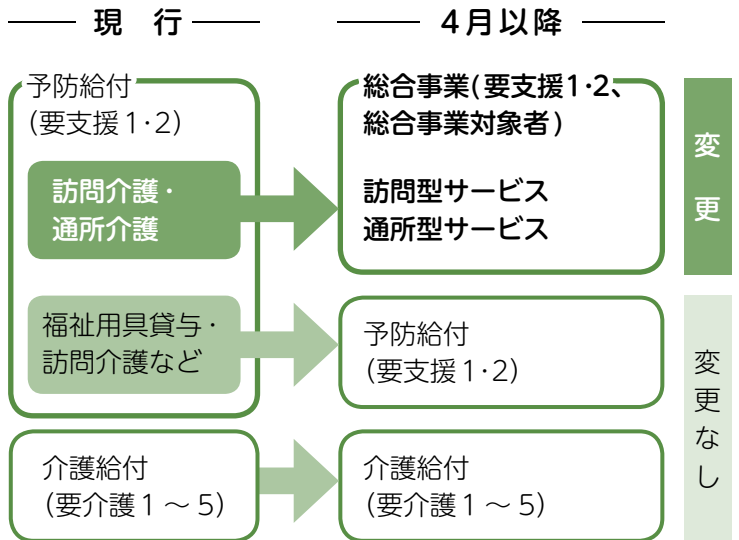 現　行
4月以降
予防給付
（要支援1・2）
訪問介護・
通所介護
福祉用具貸与・
訪問介護など
介護給付
（要介護1～5）
総合事業（要支援1・2、
総合事業対象者）
訪問型サービス
通所型サービス
予防給付
（要支援1・2）
介護給付
（要介護1～5）
変更
変更なし